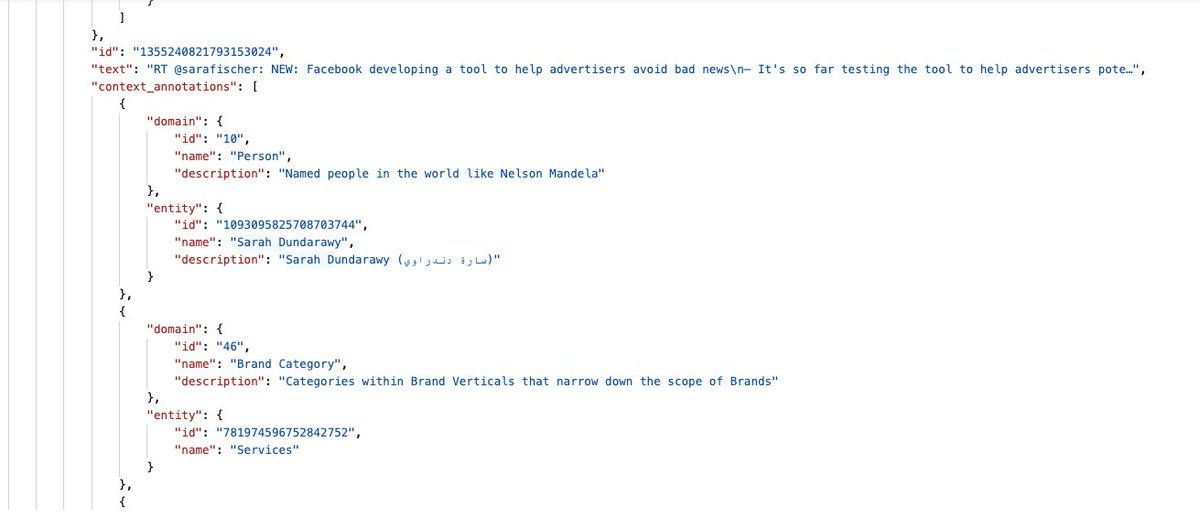 }
]
},
"id": "1355240821793153024",
"text": "RT @sarafischer: NEW: Facebook developing a tool to help advertisers avoid bad news\n— It's so far testing the tool to help advertisers pote…",
"context_annotations": [
{
"domain": {
"id": "10",
"name": "Person",
"description": "Named people in the world like Nelson Mandela"
},
"entity": {
"id": "1093095825708703744",
"name": "Sarah Dundarawy",
"description": "Sarah Dundarawy (سارة دندراوي)"
}
},
{
"domain": {
"id": "46",
"name": "Brand Category",
"description": "Categories within Brand Verticals that narrow down the scope of Brands"
},
"entity": {
"id": "781974596752842752",
"name": "Services"
}
},
{